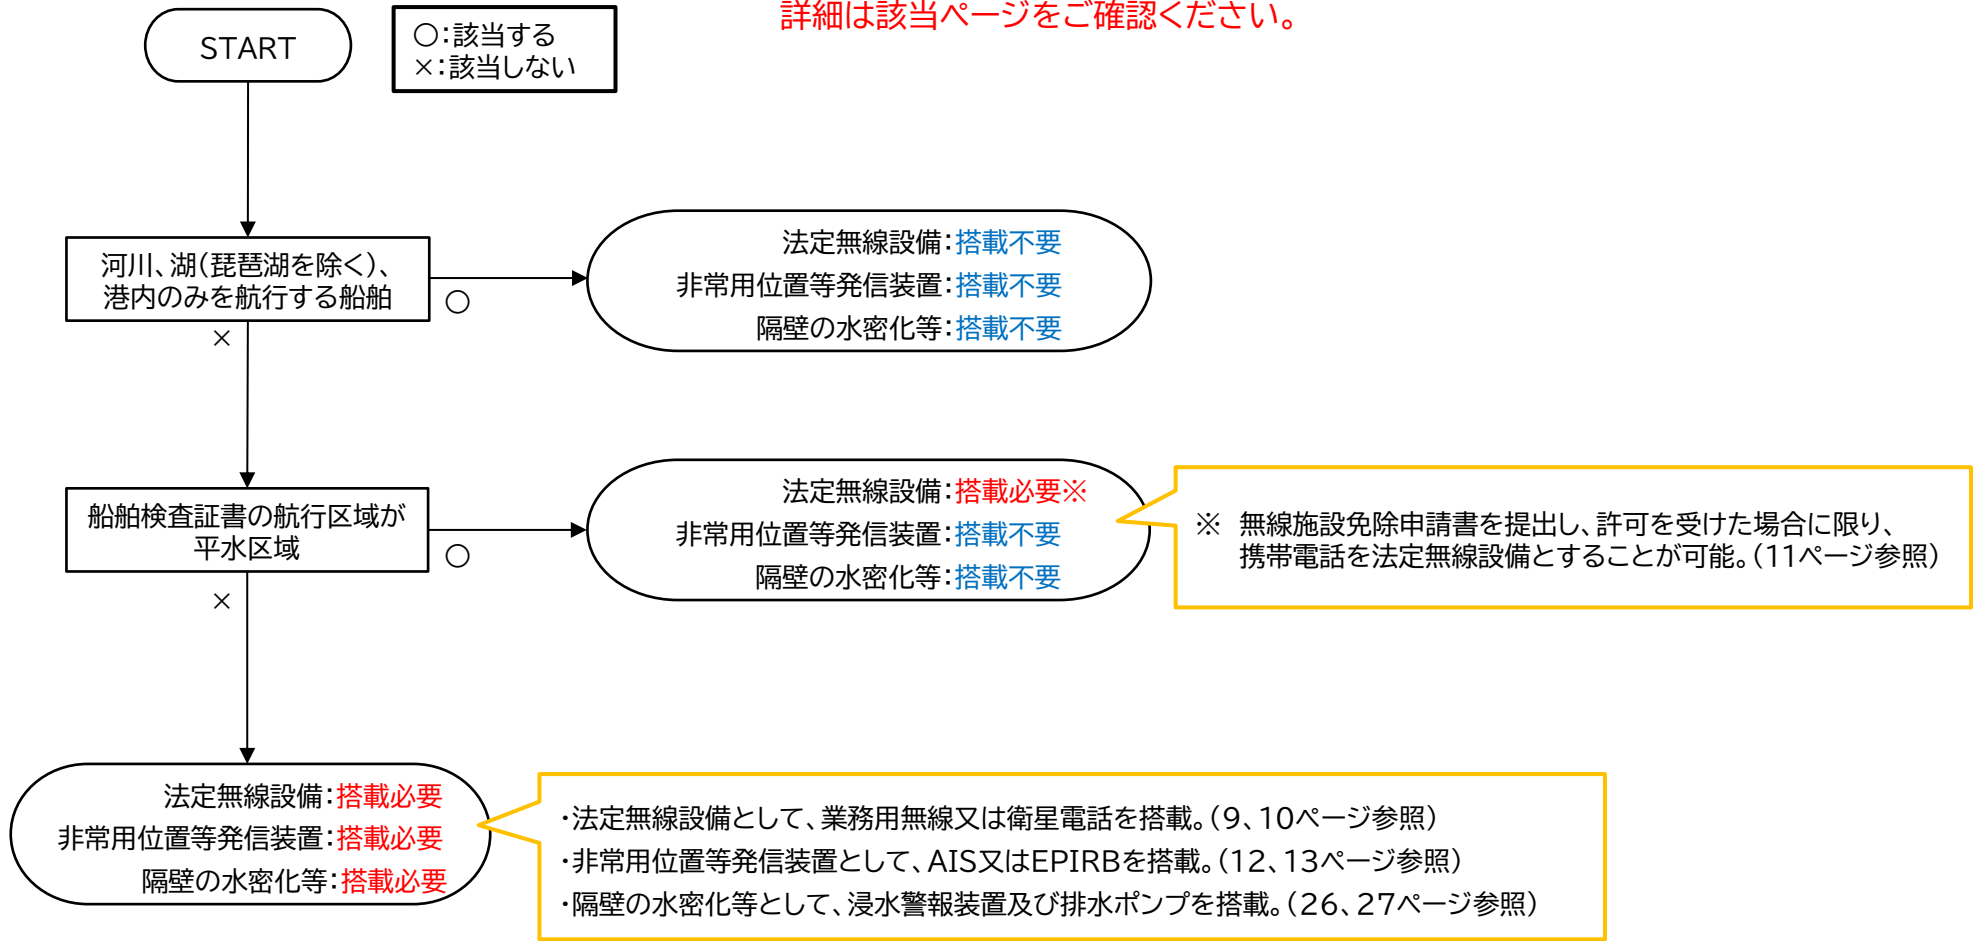 詳細は該当ページをご確認ください。
START
○：該当する
×：該当しない
河川、湖（琵琶湖を除く）、
港内のみを航行する船舶
○
×
法定無線設備：搭載不要
非常用位置等発信装置：搭載不要
隔壁の水密化等：搭載不要
船舶検査証書の航行区域が
平水区域
○
×
法定無線設備：搭載必要※
非常用位置等発信装置：搭載不要
隔壁の水密化等：搭載不要
※　無線施設免除申請書を提出し、許可を受けた場合に限り、
携帯電話を法定無線設備とすることが可能。（11ページ参照）
法定無線設備：搭載必要
非常用位置等発信装置：搭載必要
隔壁の水密化等：搭載必要
・法定無線設備として、業務用無線又は衛星電話を搭載。（9、10ページ参照）
・非常用位置等発信装置として、AIS又はEPIRBを搭載。（12、13ページ参照）
・隔壁の水密化等として、浸水警報装置及び排水ポンプを搭載。（26、27ページ参照）